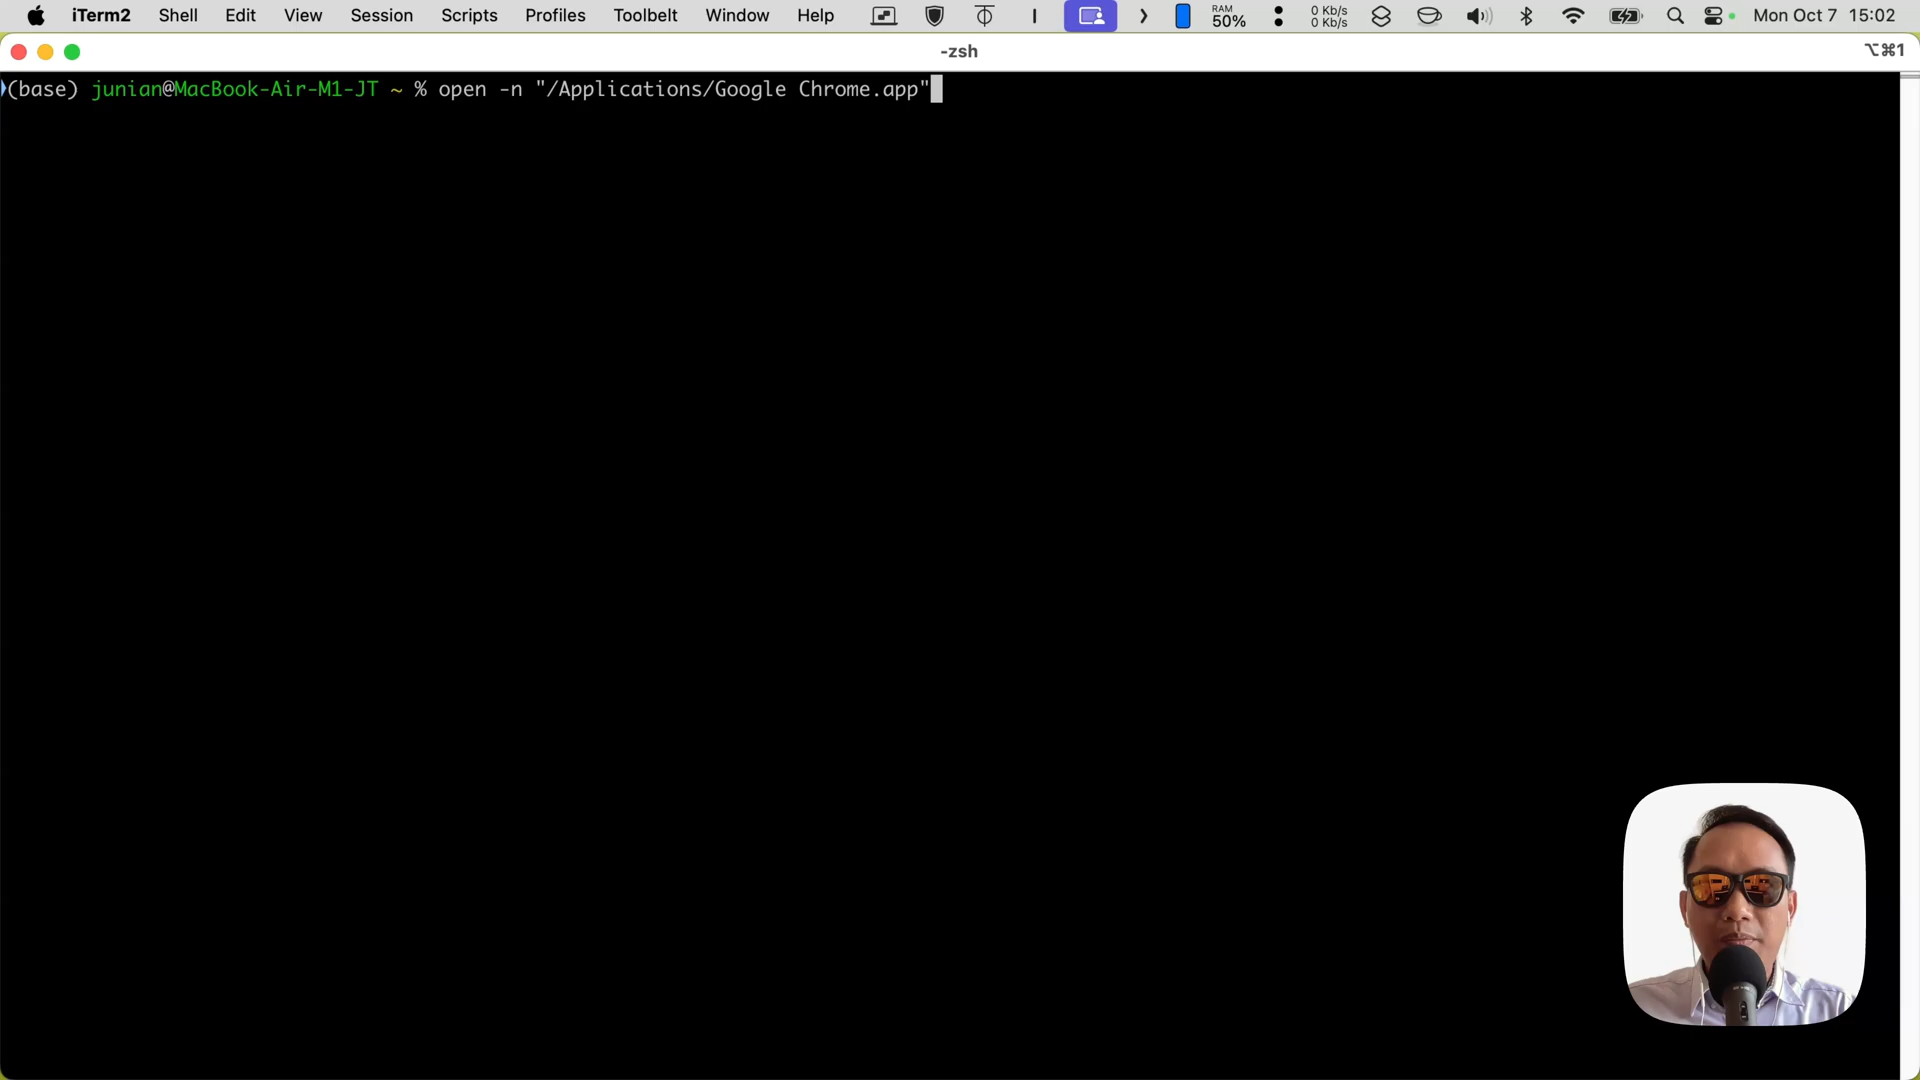 iTerm2 Shell Edit View Session Scripts Profiles Toolbelt Window Help RAM 50% 0 Kb/s 0 Kb/s Mon Oct 7 15:02
-zsh ⌥⌘1
(base) junian@MacBook-Air-M1-JT ~ % open -n "/Applications/Google Chrome.app"